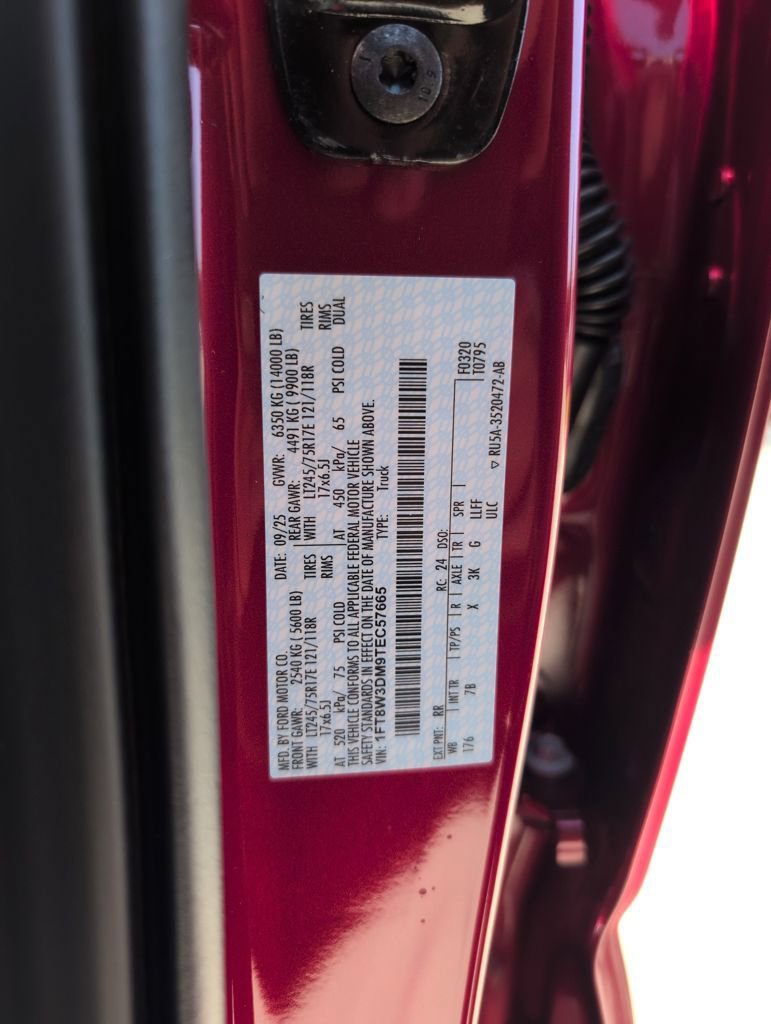 MFD. BY FORD MOTOR CO.
DATE: 09/25 GVWR: 6350 KG (14000 LB)
FRONT GAWR: 2540 KG ( 5600 LB) REAR GAWR: 4491 KG ( 9900 LB)
WITH LT245/75R17E 121/118R TIRES WITH LT245/75R17E 121/118R TIRES
17x6.5J RIMS 17x6.5J RIMS
AT 520 kPa/ 75 PSI COLD AT 450 kPa/ 65 PSI COLD DUAL
THIS VEHICLE CONFORMS TO ALL APPLICABLE FEDERAL MOTOR VEHICLE
SAFETY STANDARDS IN EFFECT ON THE DATE OF MANUFACTURE SHOWN ABOVE.
VIN: 1FT8W3DM9TEC57665 TYPE: Truck
EXT PNT: RR RC: 24 DSO: F0320
WB INT TR TP/PS R AXLE TR SPR T0795
176 7B X 3K G LLFF
ULC
▽ RU5A-3520472-AB
10.9